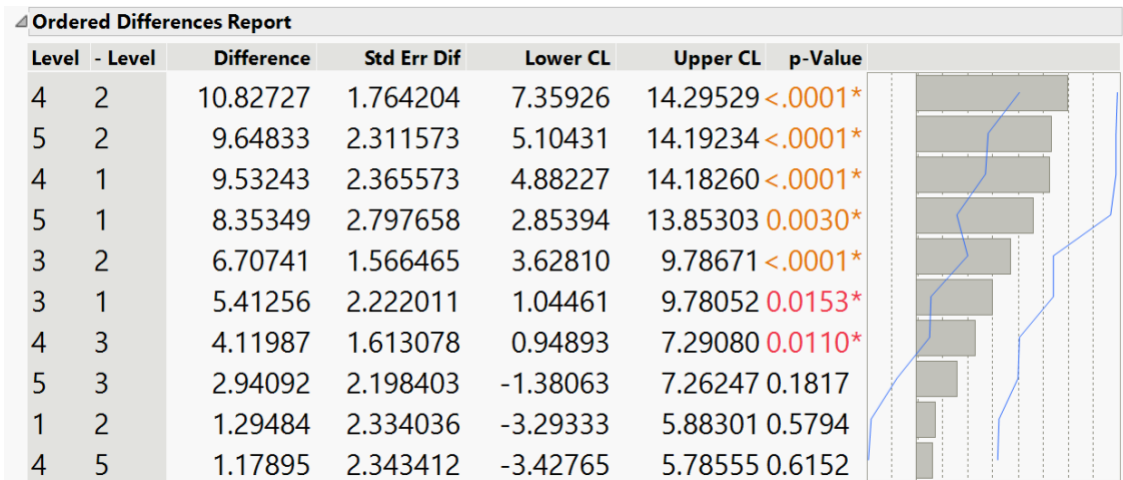 Ordered Differences Report
Level - Level Difference Std Err Dif Lower CL Upper CL p-Value
4 2 10.82727 1.764204 7.35926 14.29529 <.0001*
5 2 9.64833 2.311573 5.10431 14.19234 <.0001*
4 1 9.53243 2.365573 4.88227 14.18260 <.0001*
5 1 8.35349 2.797658 2.85394 13.85303 0.0030*
3 2 6.70741 1.566465 3.62810 9.78671 <.0001*
3 1 5.41256 2.222011 1.04461 9.78052 0.0153*
4 3 4.11987 1.613078 0.94893 7.29080 0.0110*
5 3 2.94092 2.198403 -1.38063 7.26247 0.1817
1 2 1.29484 2.334036 -3.29333 5.88301 0.5794
4 5 1.17895 2.343412 -3.42765 5.78555 0.6152